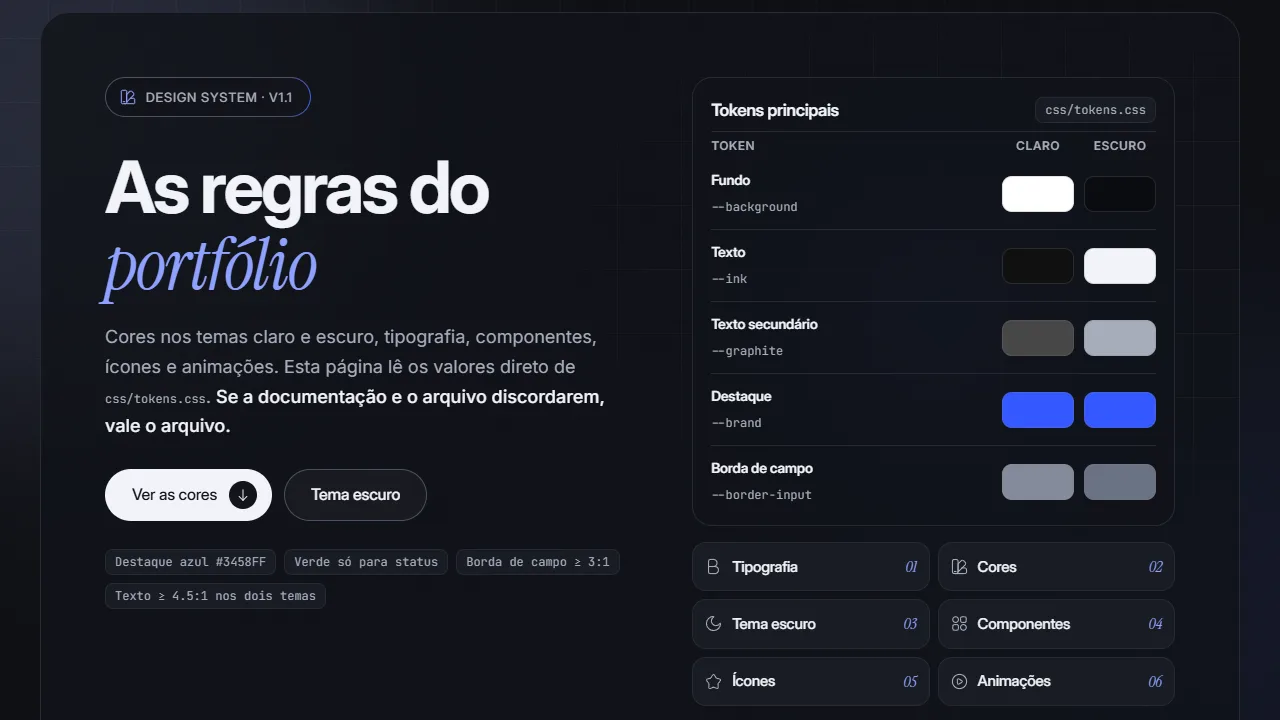 DESIGN SYSTEM · V1.1
As regras do
portfólio
Cores nos temas claro e escuro, tipografia, componentes,
ícones e animações. Esta página lê os valores direto de
css/tokens.css. Se a documentação e o arquivo discordarem,
vale o arquivo.
Ver as cores
Tema escuro
Destaque azul #3458FF
Verde só para status
Borda de campo ≥ 3:1
Texto ≥ 4.5:1 nos dois temas
Tokens principais
css/tokens.css
TOKEN CLARO ESCURO
Fundo
--background
Texto
--ink
Texto secundário
--graphite
Destaque
--brand
Borda de campo
--border-input
Tipografia 01
Cores 02
Tema escuro 03
Componentes 04
Ícones 05
Animações 06